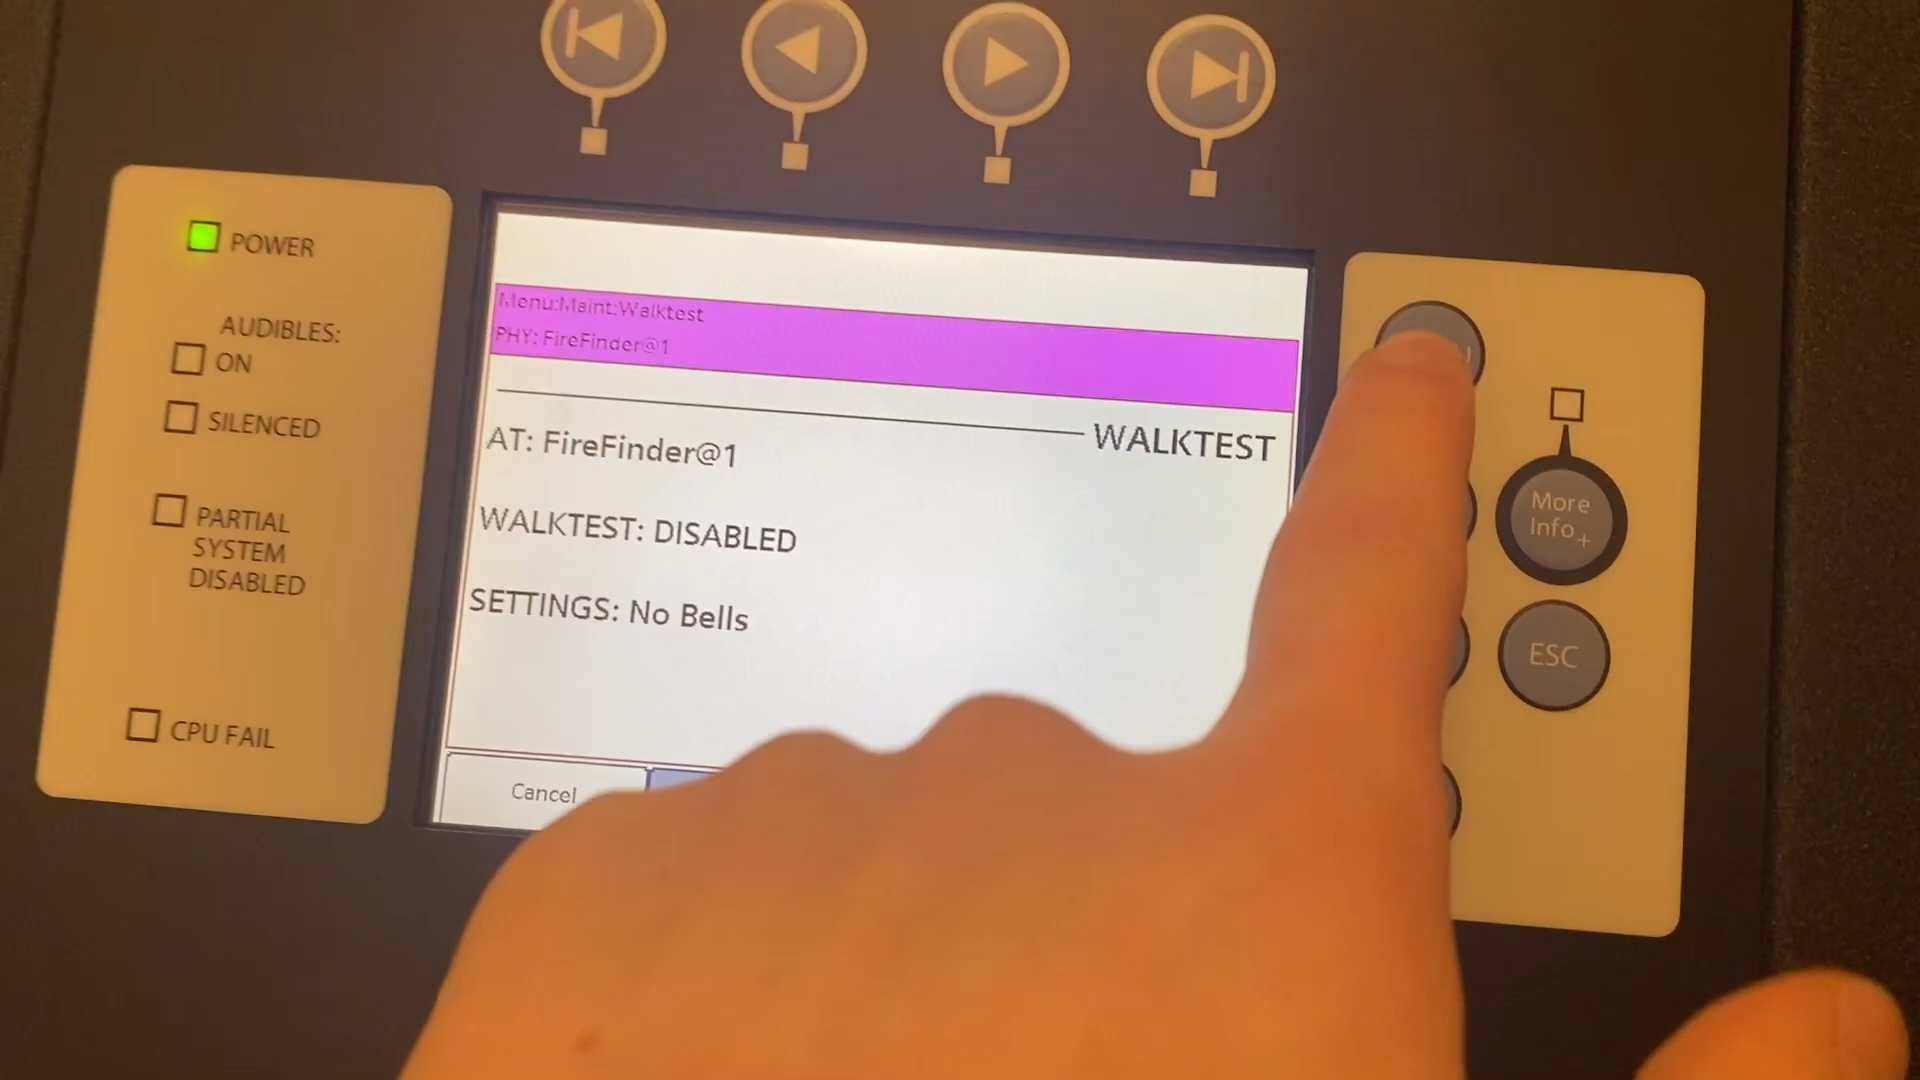 POWER
AUDIBLES:
ON
SILENCED
PARTIAL
SYSTEM
DISABLED
CPU FAIL
Menu:Maint:Walktest
PHY: FireFinder@1
WALKTEST
AT: FireFinder@1
WALKTEST: DISABLED
SETTINGS: No Bells
Cancel
More
Info+
ESC